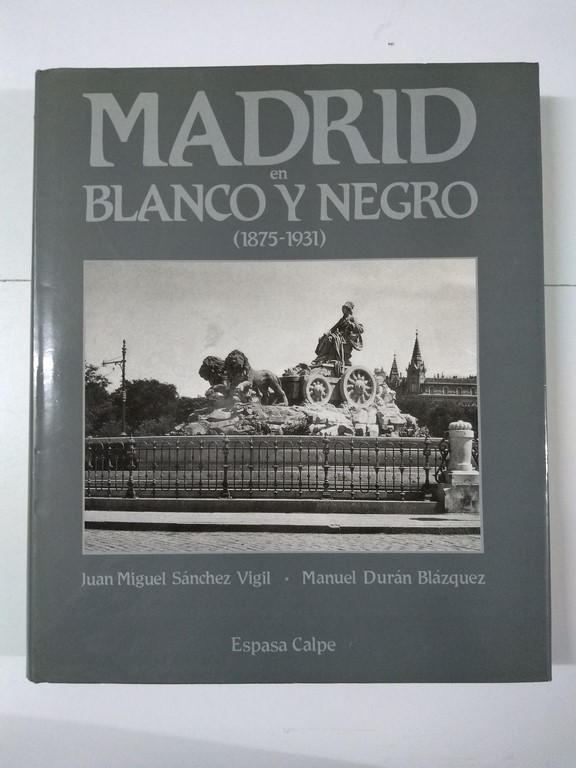 MADRID
en
BLANCO Y NEGRO
(1875-1931)
Juan Miguel Sánchez Vigil • Manuel Durán Blázquez
Espasa Calpe